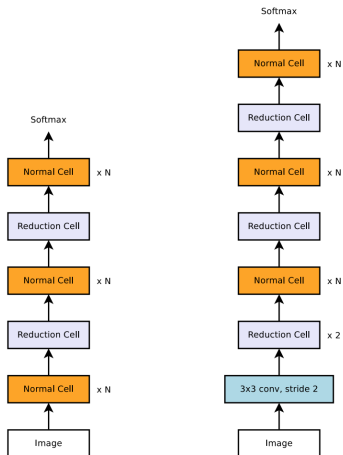 Softmax
Normal Cell x N
Reduction Cell
Normal Cell x N
Reduction Cell
Normal Cell x N
Image
Softmax
Normal Cell x N
Reduction Cell
Normal Cell x N
Reduction Cell
Normal Cell x N
Reduction Cell x 2
3x3 conv, stride 2
Image